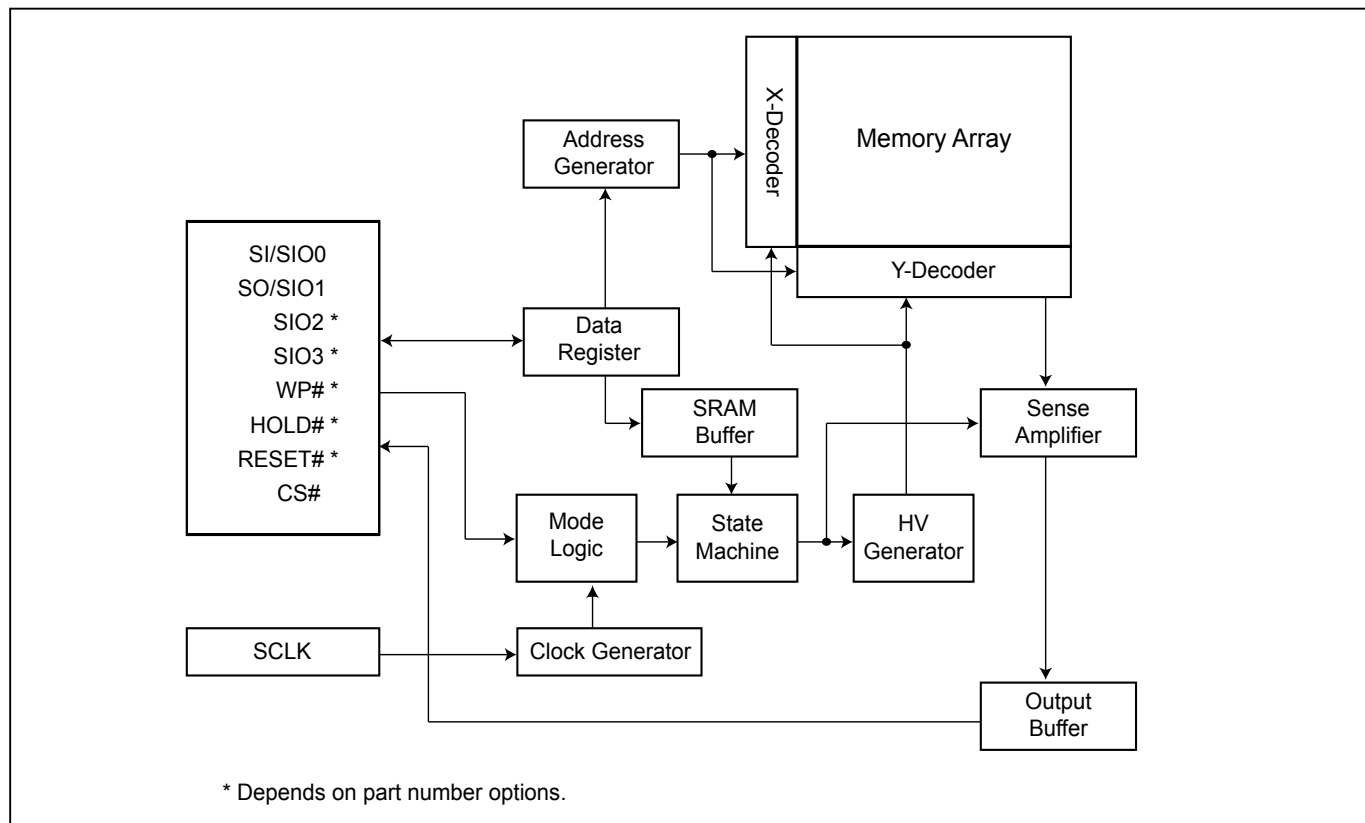 X-Decoder
Memory Array
Address
Generator
Y-Decoder
SI/SIO0
SO/SIO1
SIO2 *
SIO3 *
WP# *
HOLD# *
RESET# *
CS#
Data
Register
SRAM
Buffer
Sense
Amplifier
Mode
Logic
State
Machine
HV
Generator
SCLK
Clock Generator
Output
Buffer
* Depends on part number options.